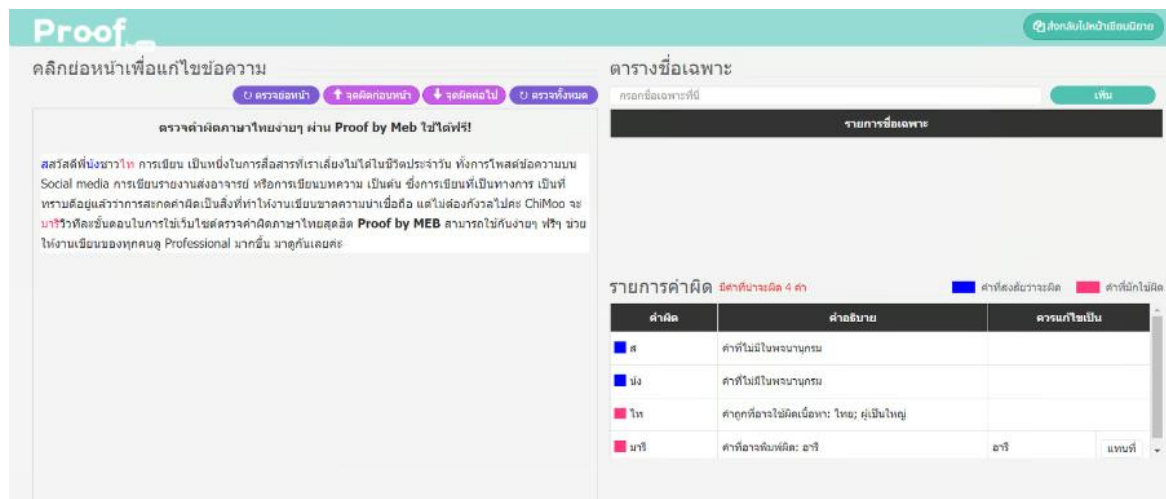 Proof
ส่งกลับไปหน้าเขียนนิยาย
คลิกย่อหน้าเพื่อแก้ไขข้อความ
ตรวจย่อหน้า
จุดผิดก่อนหน้า
จุดผิดต่อไป
ตรวจทั้งหมด
ตรวจคำผิดภาษาไทยง่ายๆ ผ่าน Proof by Meb ใช้ได้ฟรี!
สสวัสดีพี่น่งชาวไท การเขียน เป็นหนึ่งในการสื่อสารที่เราเลี่ยงไม่ได้ในชีวิตประจำวัน ทั้งการโพสต์ข้อความบน
Social media การเขียนรายงานส่งอาจารย์ หรือการเขียนบทความ เป็นต้น ซึ่งการเขียนที่เป็นทางการ เป็นที่
ทราบดีอยู่แล้วว่าการสะกดคำผิดเป็นสิ่งที่ทำให้งานเขียนขาดความน่าเชื่อถือ แต่ไม่ต้องกังวลไปค่ะ ChiMoo จะ
มารีวิวทีละขั้นตอนในการใช้เว็บไซต์ตรวจคำผิดภาษาไทยสุดฮิต Proof by MEB สามารถใช้กันง่ายๆ ฟรีๆ ช่วย
ให้งานเขียนของทุกคนดู Professional มากขึ้น มาดูกันเลยค่ะ
ตารางชื่อเฉพาะ
กรอกชื่อเฉพาะที่นี่
เพิ่ม
รายการชื่อเฉพาะ
รายการคำผิด มีคำที่น่าจะผิด 4 คำ
คำที่สงสัยว่าจะผิด
คำที่มักใช้ผิด
คำผิด คำอธิบาย ควรแก้ไขเป็น
ส คำที่ไม่มีในพจนานุกรม
น่ง คำที่ไม่มีในพจนานุกรม
ไท คำถูกที่อาจใช้ผิดเนื้อหา: ไทย; ผู้เป็นใหญ่
มารี คำที่อาจพิมพ์ผิด: อารี อารี แทนที่